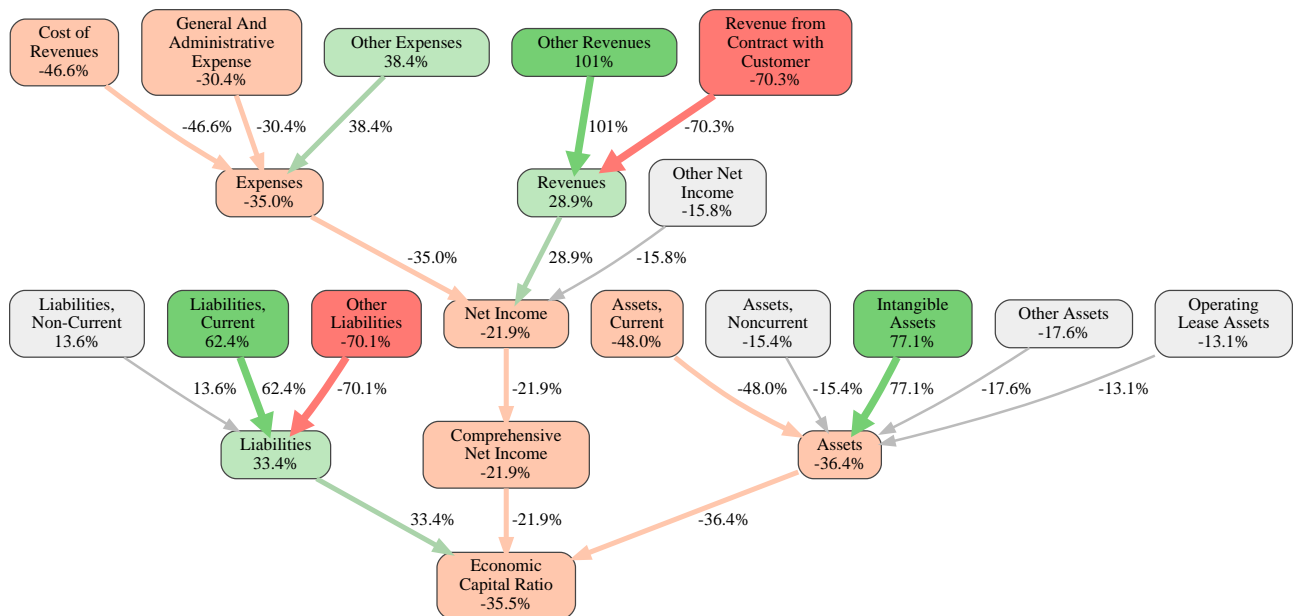 Cost of
Revenues
-46.6%
General And
Administrative
Expense
-30.4%
Other Expenses
38.4%
Other Revenues
101%
Revenue from
Contract with
Customer
-70.3%
-46.6%
-30.4%
38.4%
101%
-70.3%
Expenses
-35.0%
Revenues
28.9%
Other Net
Income
-15.8%
-35.0%
28.9%
-15.8%
Liabilities,
Non-Current
13.6%
Liabilities,
Current
62.4%
Other
Liabilities
-70.1%
Net Income
-21.9%
Assets,
Current
-48.0%
Assets,
Noncurrent
-15.4%
Intangible
Assets
77.1%
Other Assets
-17.6%
Operating
Lease Assets
-13.1%
13.6%
62.4%
-70.1%
-21.9%
-48.0%
-15.4%
77.1%
-17.6%
-13.1%
Liabilities
33.4%
Comprehensive
Net Income
-21.9%
Assets
-36.4%
33.4%
-21.9%
-36.4%
Economic
Capital Ratio
-35.5%